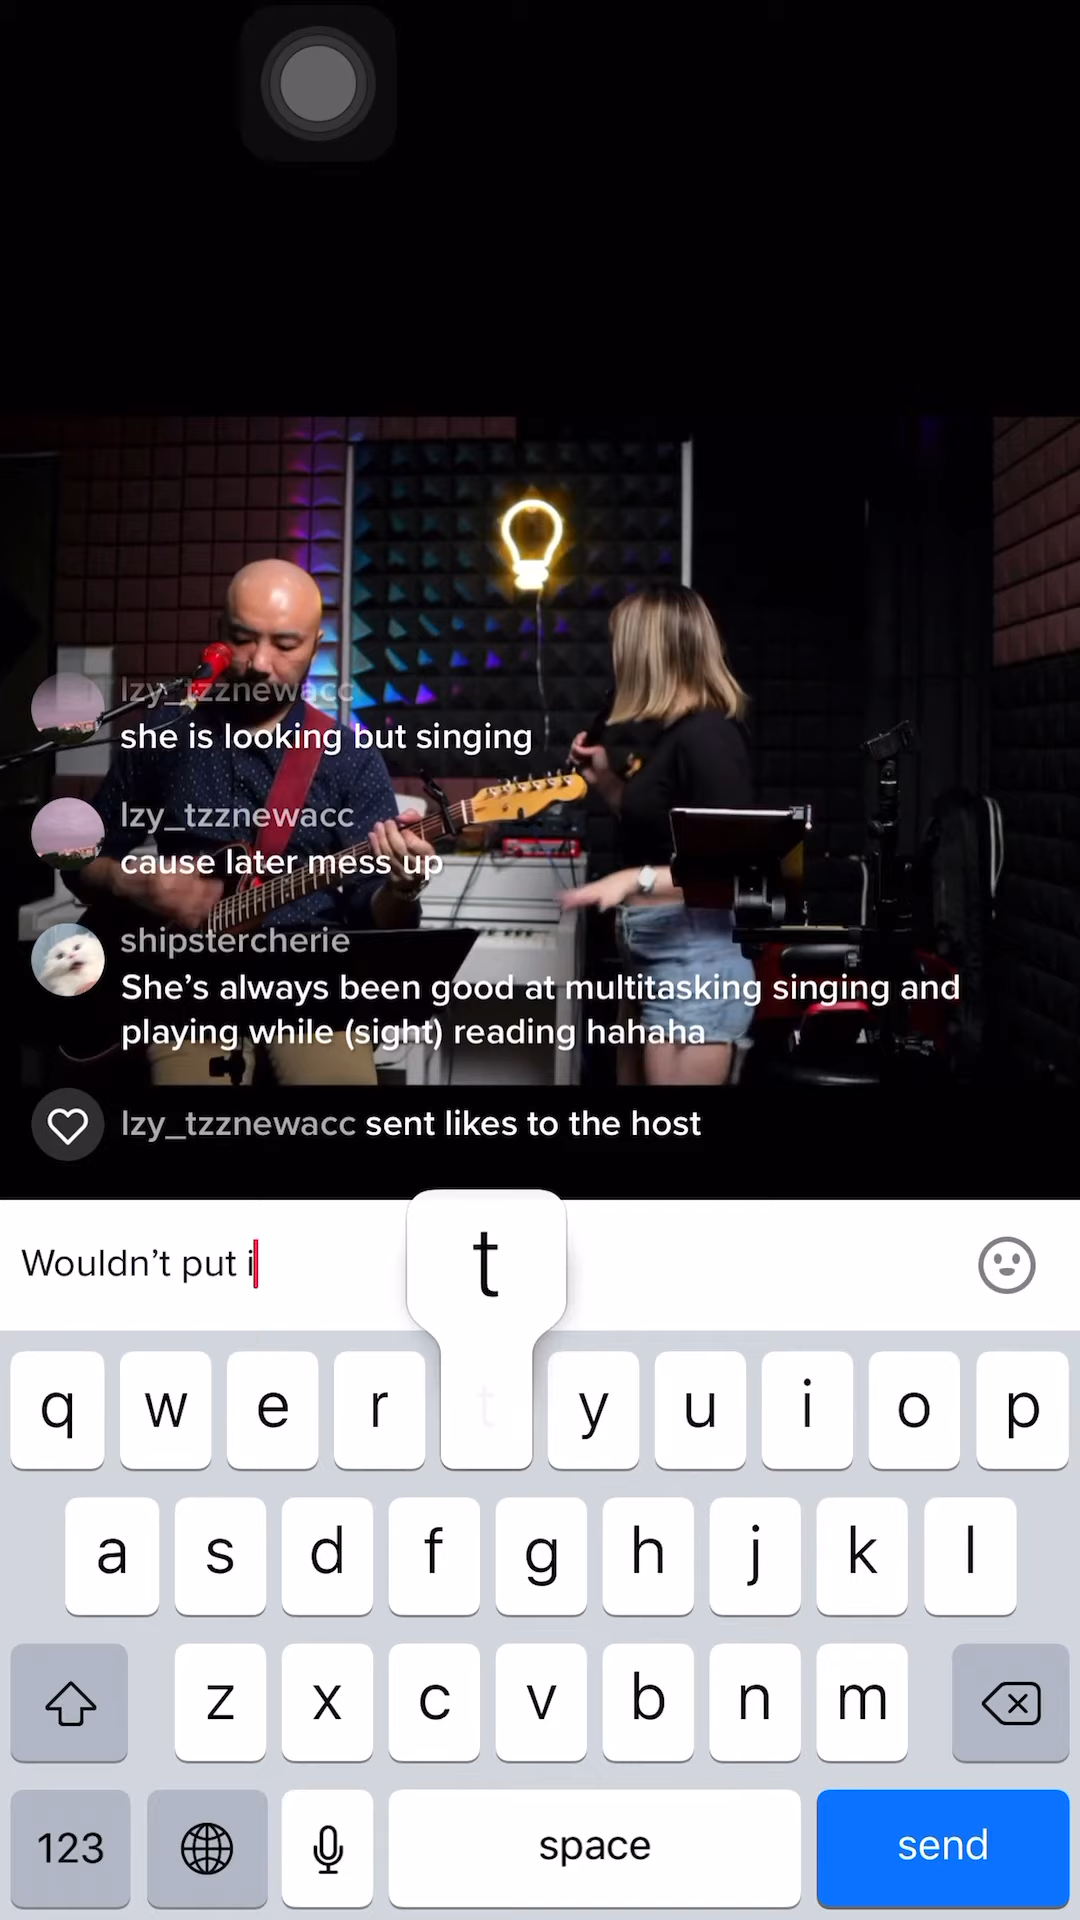 lzy_tzznewacc
she is looking but singing
lzy_tzznewacc
cause later mess up
shipstercherie
She’s always been good at multitasking singing and
playing while (sight) reading hahaha
lzy_tzznewacc sent likes to the host
Wouldn’t put i
t
q w e r t y u i o p
a s d f g h j k l
z x c v b n m
123 space send